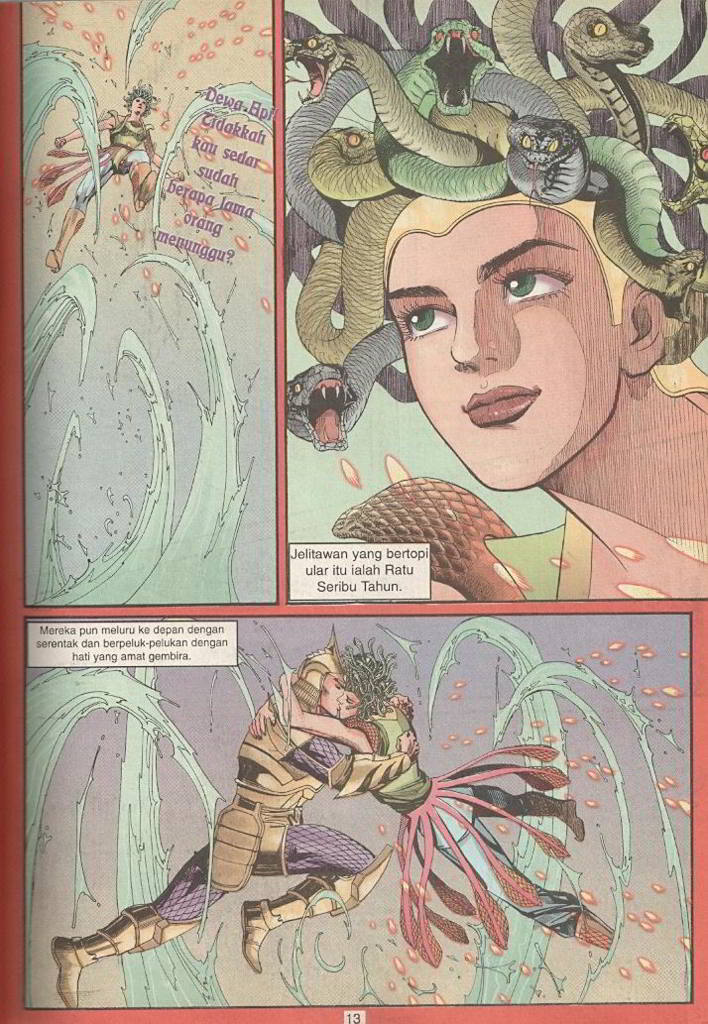 Dewa Api!
Tidakkah
kau sedar
sudah
berapa lama
orang
menunggu?
Jelitawan yang bertopi
ular itu ialah Ratu
Seribu Tahun.
Mereka pun meluru ke depan dengan
serentak dan berpeluk-pelukan dengan
hati yang amat gembira.
13